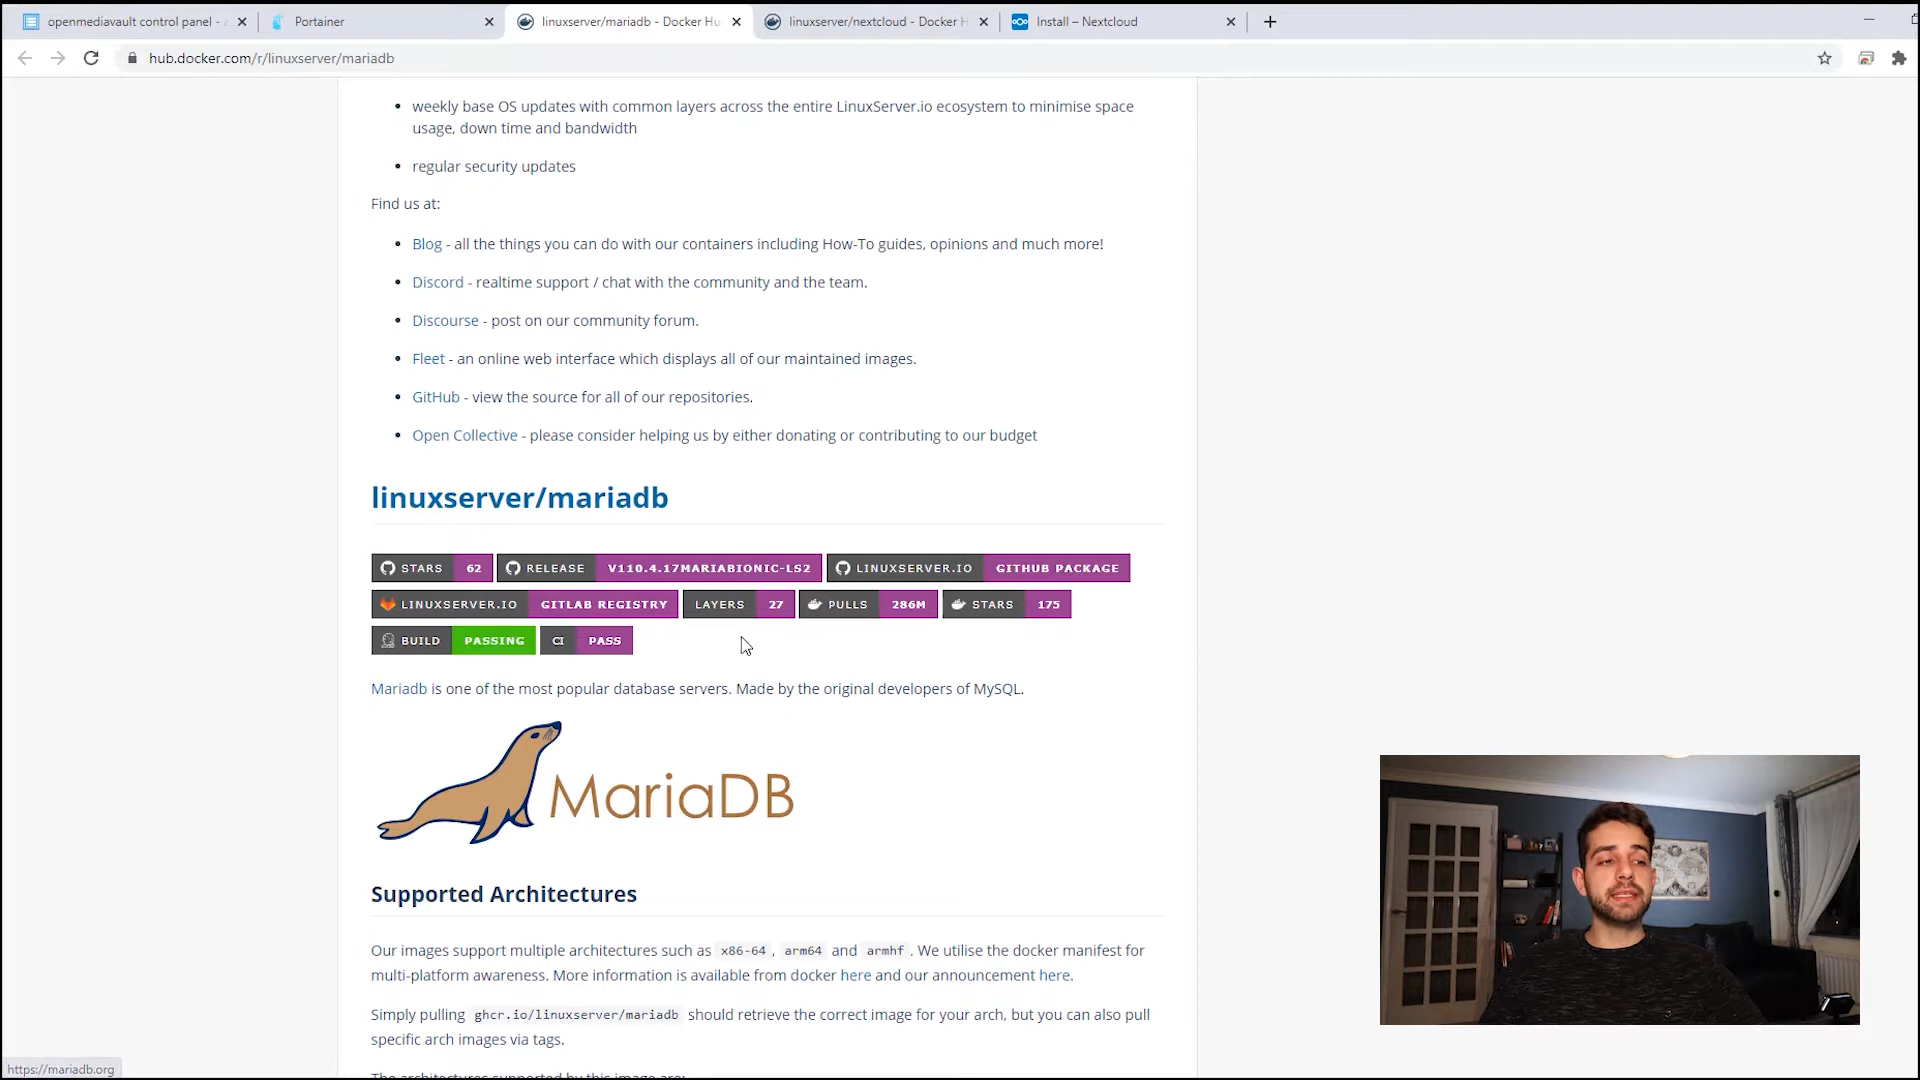 openmediavault control panel -
Portainer
linuxserver/mariadb - Docker Hu
linuxserver/nextcloud - Docker H
Install – Nextcloud
hub.docker.com/r/linuxserver/mariadb
• weekly base OS updates with common layers across the entire LinuxServer.io ecosystem to minimise space
usage, down time and bandwidth
• regular security updates
Find us at:
• Blog - all the things you can do with our containers including How-To guides, opinions and much more!
• Discord - realtime support / chat with the community and the team.
• Discourse - post on our community forum.
• Fleet - an online web interface which displays all of our maintained images.
• GitHub - view the source for all of our repositories.
• Open Collective - please consider helping us by either donating or contributing to our budget
linuxserver/mariadb
STARS 62 RELEASE V110.4.17MARIABIONIC-LS2 LINUXSERVER.IO GITHUB PACKAGE
LINUXSERVER.IO GITLAB REGISTRY LAYERS 27 PULLS 286M STARS 175
BUILD PASSING CI PASS
Mariadb is one of the most popular database servers. Made by the original developers of MySQL.
MariaDB
Supported Architectures
Our images support multiple architectures such as x86-64 , arm64 and armhf . We utilise the docker manifest for
multi-platform awareness. More information is available from docker here and our announcement here.
Simply pulling ghcr.io/linuxserver/mariadb should retrieve the correct image for your arch, but you can also pull
specific arch images via tags.
The architectures supported by this image are:
https://mariadb.org